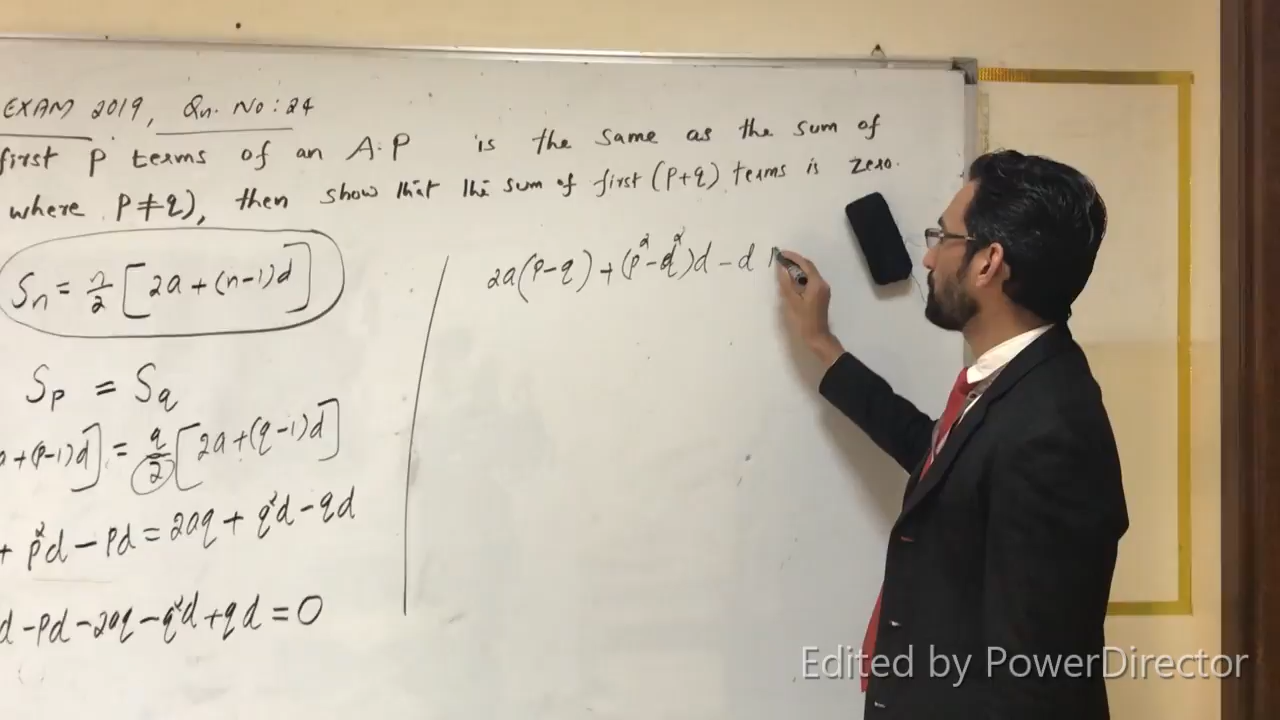 EXAM 2019, Qn. No: 24
first P terms of an A.P is the same as the sum of
where P≠q), then show that the sum of first (P+q) terms is zero.
Sn = n/2 [2a + (n-1)d]
Sp = Sq
a + (P-1)d] = q/2 [2a + (q-1)d]
+ p²d - pd = 2aq + q²d - qd
d - pd - 2aq - q²d + qd = 0
2a(p-q) + (p²-q²)d - d
Edited by PowerDirector